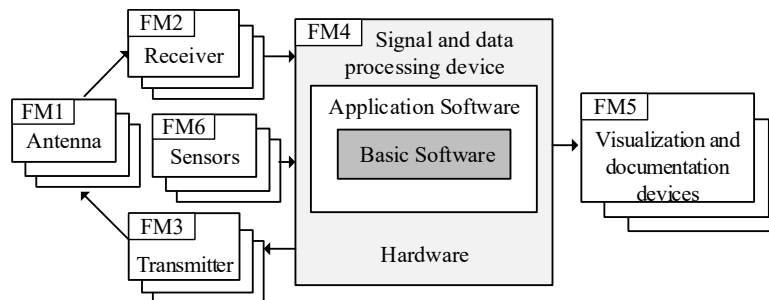 FM2
Receiver
FM1
Antenna
FM6
Sensors
FM3
Transmitter
FM4
Signal and data
processing device
Application Software
Basic Software
Hardware
FM5
Visualization and
documentation
devices